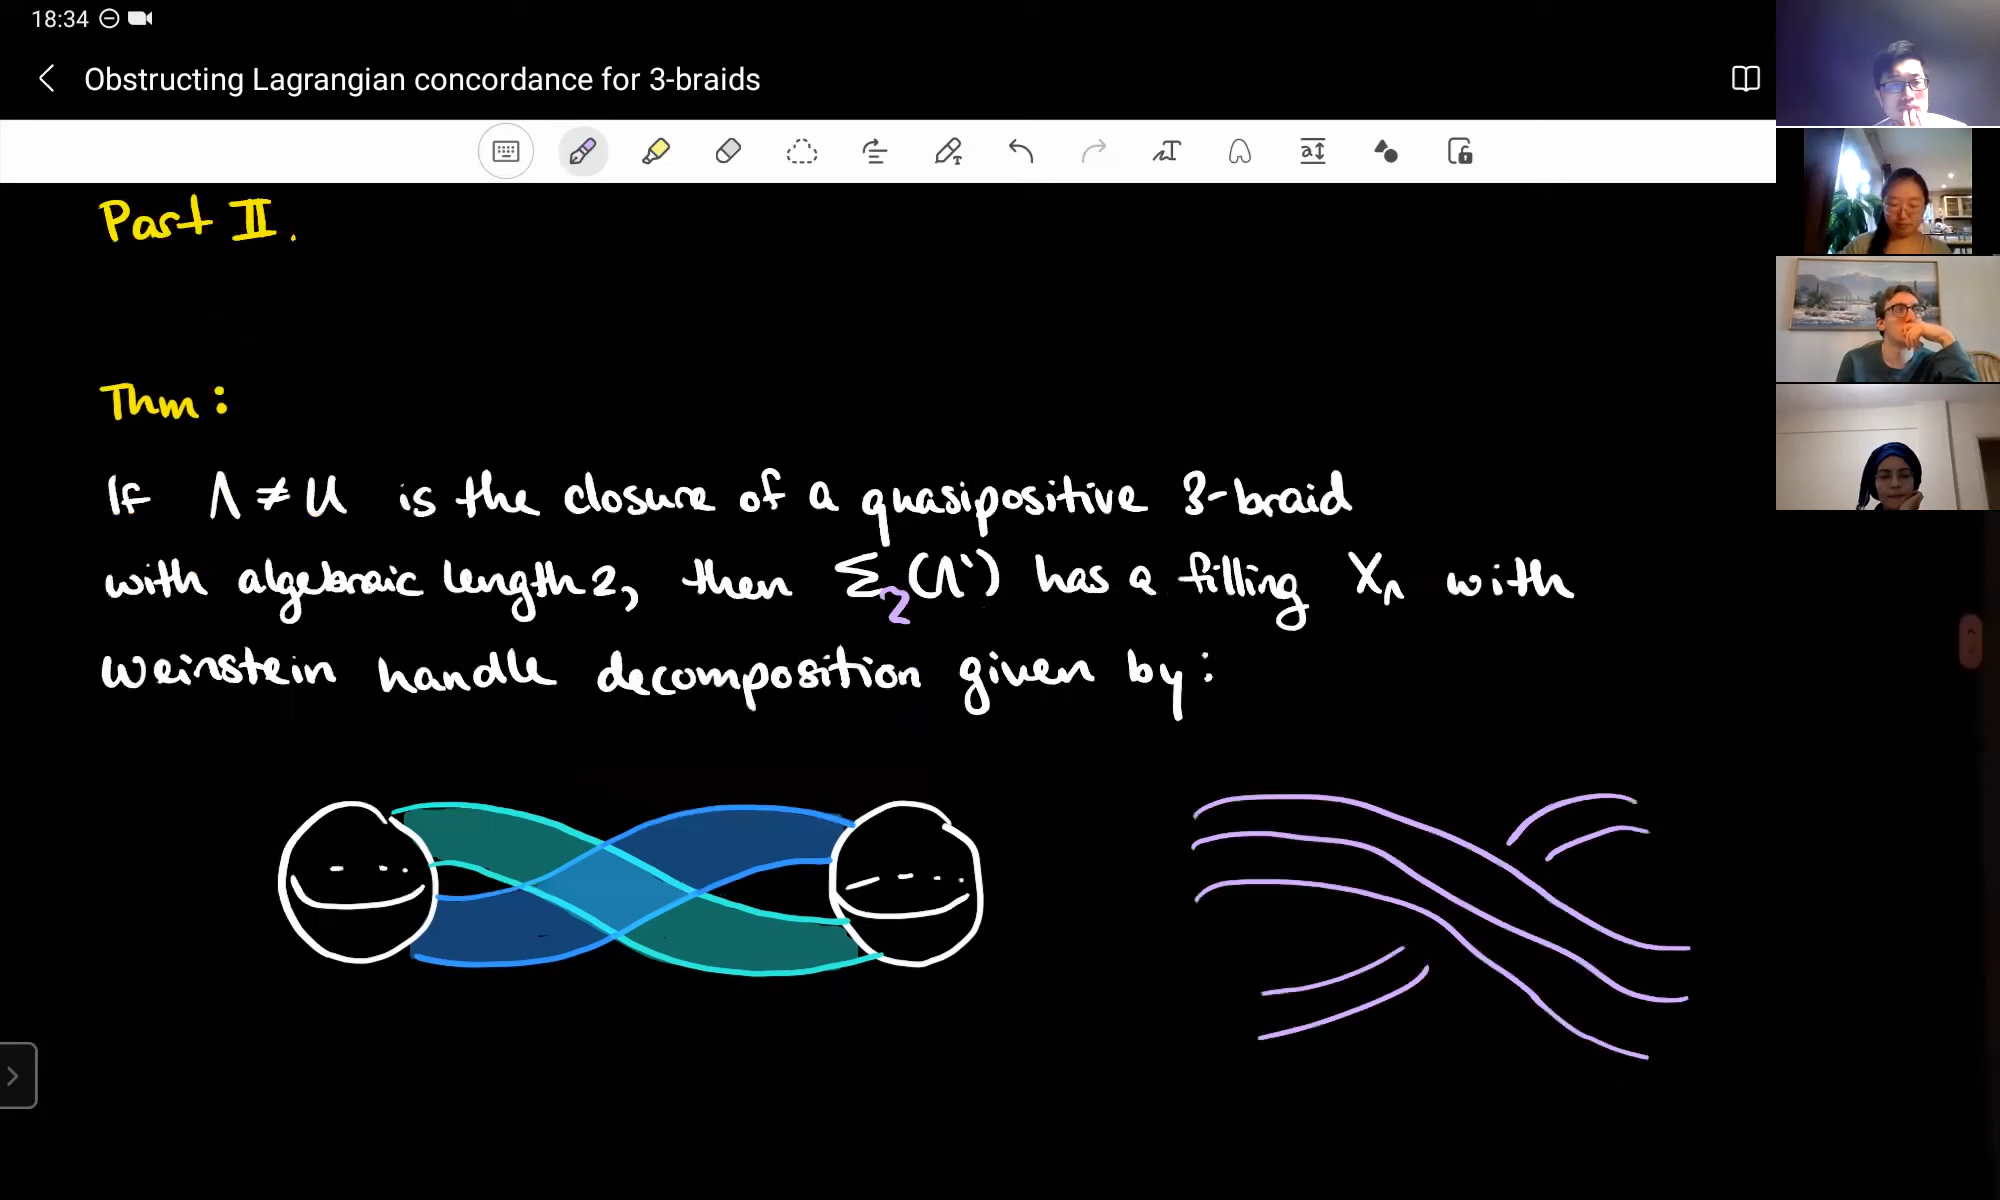 18:34
Obstructing Lagrangian concordance for 3-braids
Part II.
Thm:
If Λ ≠ U is the closure of a quasipositive 3-braid
with algebraic length 2, then Σ₂(Λ') has a filling X_Λ with
Weinstein handle decomposition given by: